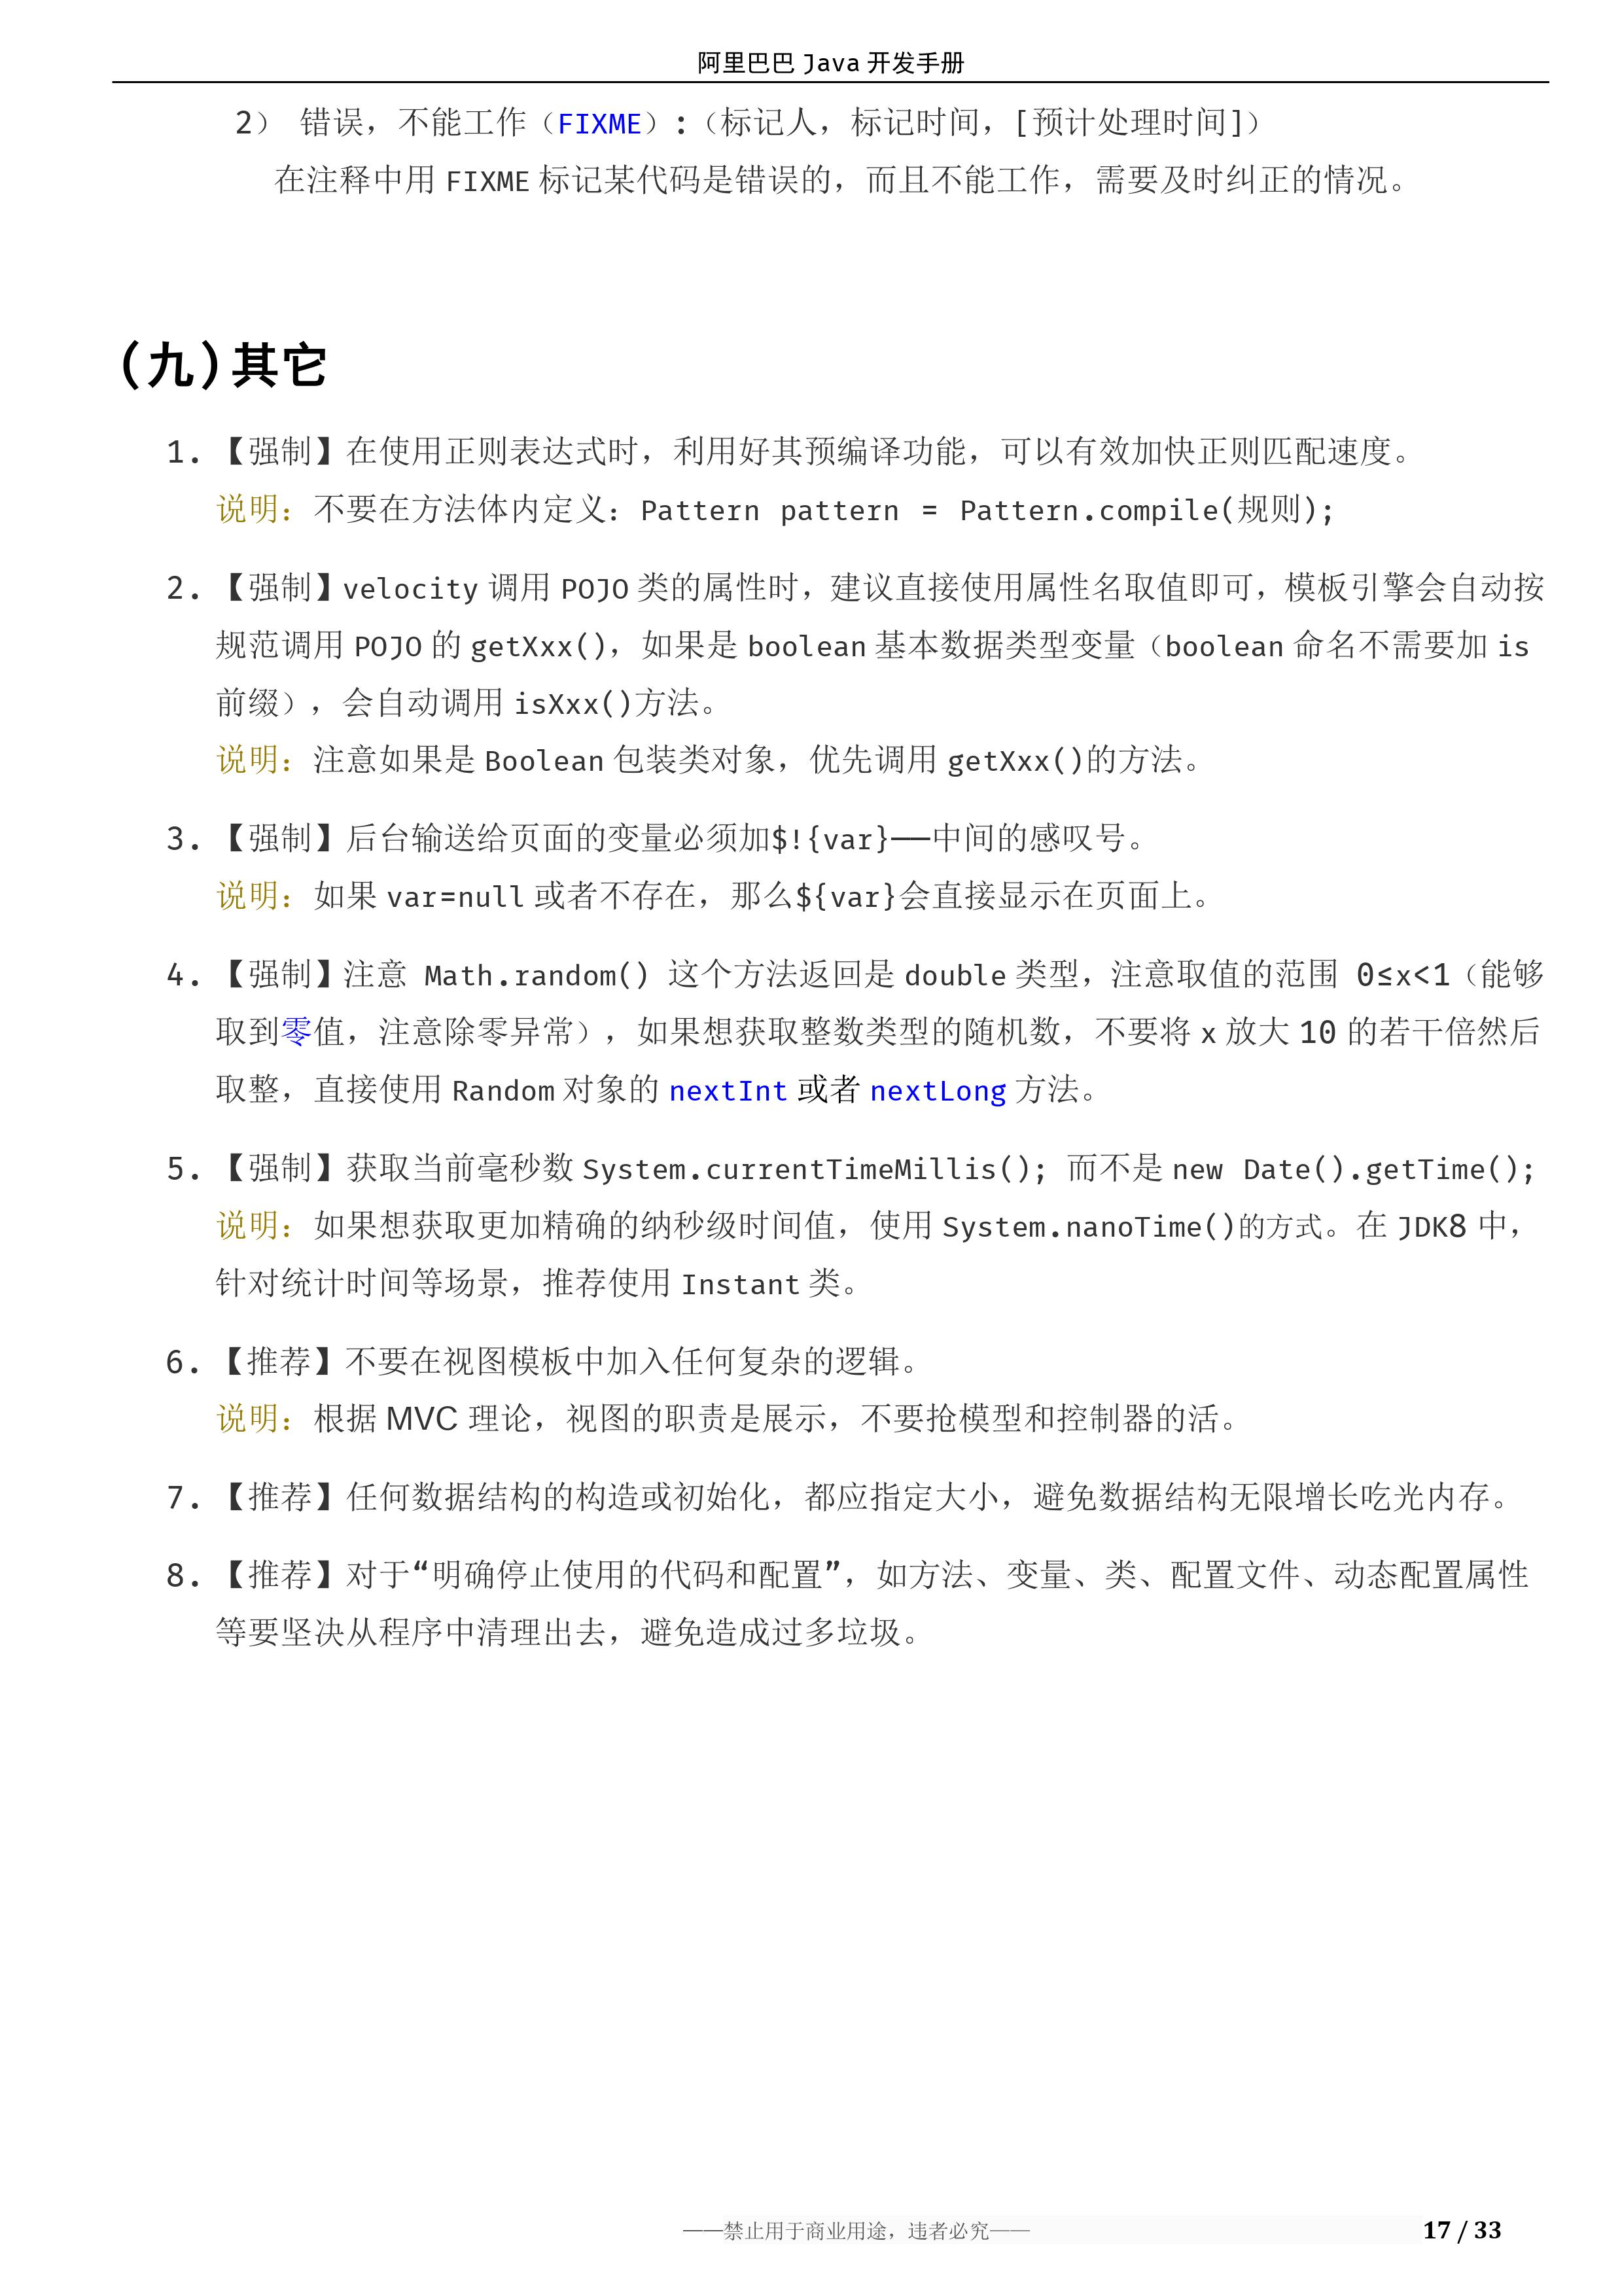 阿里巴巴 Java 开发手册
2） 错误，不能工作（FIXME）:（标记人，标记时间，[预计处理时间]）
在注释中用 FIXME 标记某代码是错误的，而且不能工作，需要及时纠正的情况。
(九)其它
1. 【强制】在使用正则表达式时，利用好其预编译功能，可以有效加快正则匹配速度。
说明：不要在方法体内定义：Pattern pattern = Pattern.compile(规则);
2. 【强制】velocity 调用 POJO 类的属性时，建议直接使用属性名取值即可，模板引擎会自动按
规范调用 POJO 的 getXxx()，如果是 boolean 基本数据类型变量（boolean 命名不需要加 is
前缀），会自动调用 isXxx()方法。
说明：注意如果是 Boolean 包装类对象，优先调用 getXxx()的方法。
3. 【强制】后台输送给页面的变量必须加$!{var}——中间的感叹号。
说明：如果 var=null 或者不存在，那么${var}会直接显示在页面上。
4. 【强制】注意 Math.random() 这个方法返回是 double 类型，注意取值的范围 0≤x<1（能够
取到零值，注意除零异常），如果想获取整数类型的随机数，不要将 x 放大 10 的若干倍然后
取整，直接使用 Random 对象的 nextInt 或者 nextLong 方法。
5. 【强制】获取当前毫秒数 System.currentTimeMillis(); 而不是 new Date().getTime();
说明：如果想获取更加精确的纳秒级时间值，使用 System.nanoTime()的方式。在 JDK8 中，
针对统计时间等场景，推荐使用 Instant 类。
6. 【推荐】不要在视图模板中加入任何复杂的逻辑。
说明：根据 MVC 理论，视图的职责是展示，不要抢模型和控制器的活。
7. 【推荐】任何数据结构的构造或初始化，都应指定大小，避免数据结构无限增长吃光内存。
8. 【推荐】对于“明确停止使用的代码和配置”，如方法、变量、类、配置文件、动态配置属性
等要坚决从程序中清理出去，避免造成过多垃圾。
——禁止用于商业用途，违者必究——
17 / 33